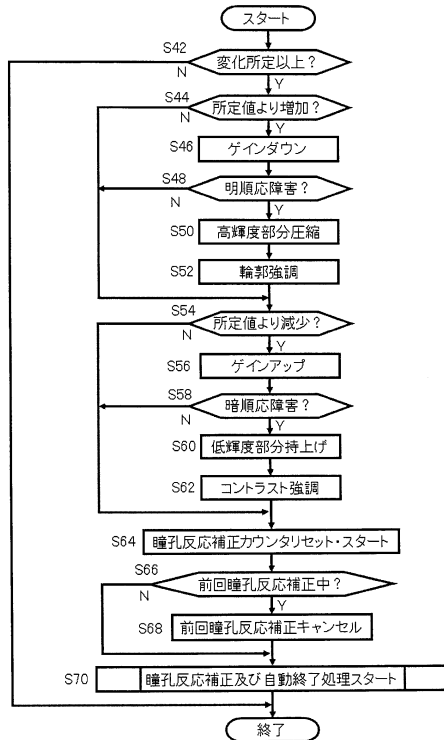 スタート
S42
変化所定以上？
N
Y
S44
所定値より増加？
N
Y
S46
ゲインダウン
S48
明順応障害？
N
Y
S50
高輝度部分圧縮
S52
輪郭強調
S54
所定値より減少？
N
Y
S56
ゲインアップ
S58
暗順応障害？
N
Y
S60
低輝度部分持上げ
S62
コントラスト強調
S64
瞳孔反応補正カウンタリセット・スタート
S66
前回瞳孔反応補正中？
N
Y
S68
前回瞳孔反応補正キャンセル
S70
瞳孔反応補正及び自動終了処理スタート
終了